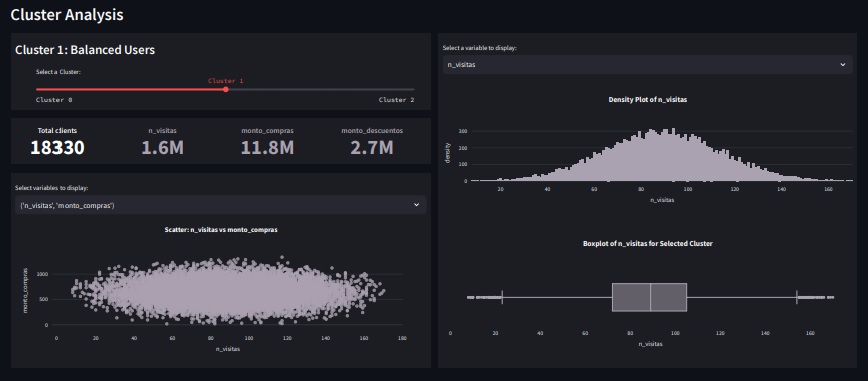 Cluster Analysis
Cluster 1: Balanced Users
Select a Cluster:
Cluster 1
Cluster 0
Cluster 2
Total clients
18330
n_visitas
1.6M
monto_compras
11.8M
monto_descuentos
2.7M
Select variables to display:
('n_visitas', 'monto_compras')
Scatter: n_visitas vs monto_compras
monto_compras
1000
500
0
0 20 40 60 80 100 120 140 160 180
n_visitas
Select a variable to display:
n_visitas
Density Plot of n_visitas
density
300
200
100
0
20 40 60 80 100 120 140 160
n_visitas
Boxplot of n_visitas for Selected Cluster
0 20 40 60 80 100 120 140 160
n_visitas